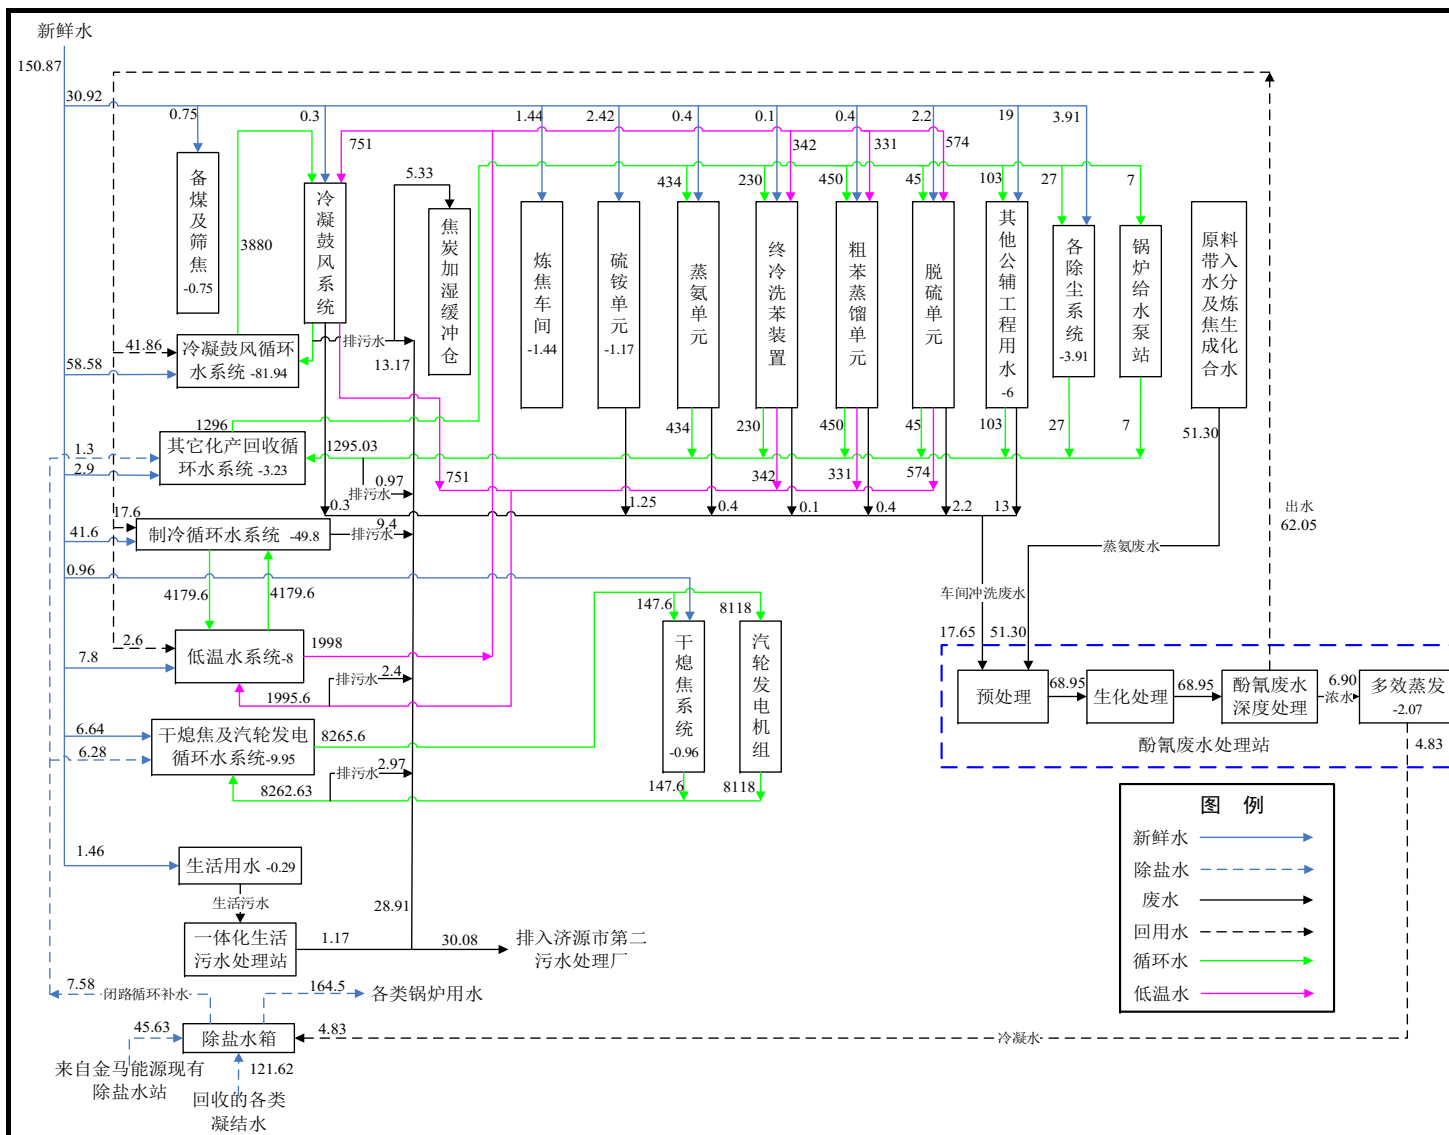 新鲜水
150.87
30.92
0.75
0.3
751
5.33
1.44
2.42
0.4
0.1
342
0.4
331
2.2
574
19
3.91
434
230
450
45
103
27
7
备煤及筛焦
-0.75
3880
冷凝鼓风系统
焦炭加湿缓冲仓
炼焦车间
-1.44
硫铵单元
-1.17
蒸氨单元
终冷洗苯装置
粗苯蒸馏单元
脱硫单元
其他公辅工程用水
-6
各除尘系统
-3.91
锅炉给水泵站
原料带入水分及炼焦生成化合水
41.86
58.58
冷凝鼓风循环
水系统 -81.94
排污水
13.17
1296
1.3
2.9
其它化产回收循
环水系统 -3.23
1295.03
0.97
排污水
751
434
230
450
45
103
27
7
342
331
574
51.30
17.6
41.6
制冷循环水系统 -49.8
0.3
9.4
排污水
1.25
0.4
0.1
0.4
2.2
13
出水
62.05
蒸氨废水
0.96
4179.6
4179.6
147.6
8118
车间冲洗废水
2.6
7.8
低温水系统-8
1998
2.4
排污水
1995.6
干熄焦系统
-0.96
汽轮发电机组
17.65
51.30
预处理
68.95
生化处理
68.95
酚氰废水
深度处理
6.90
浓水
多效蒸发
-2.07
酚氰废水处理站
4.83
6.64
6.28
干熄焦及汽轮发电
循环水系统-9.95
8265.6
2.97
排污水
8262.63
147.6
8118
1.46
生活用水 -0.29
生活污水
一体化生活
污水处理站
1.17
28.91
30.08
排入济源市第二
污水处理厂
7.58
闭路循环补水
164.5
各类锅炉用水
45.63
除盐水箱
4.83
冷凝水
来自金马能源现有
除盐水站
121.62
回收的各类
凝结水
图 例
新鲜水
除盐水
废水
回用水
循环水
低温水